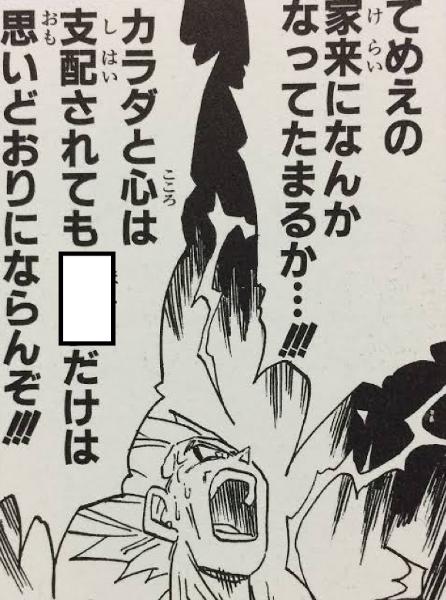 てめえの
家来になんか
なってたまるか…!!!
カラダと心は
支配されても だけは
思いどおりにならんぞ!!!